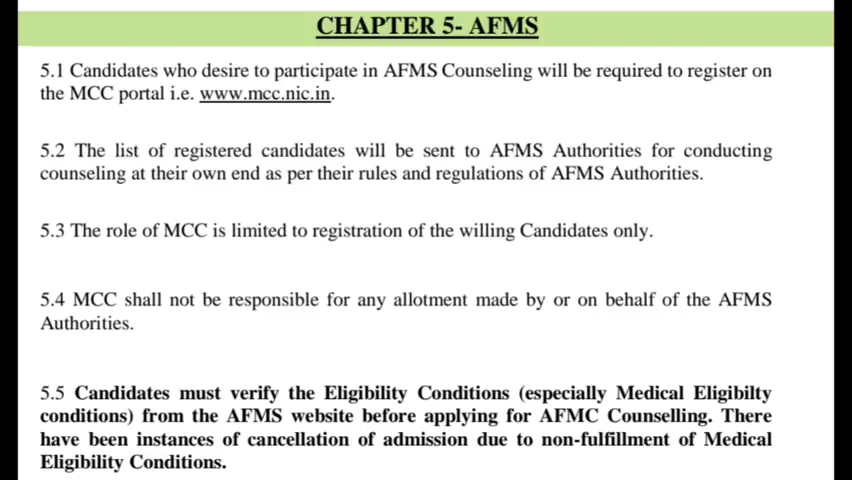 CHAPTER 5- AFMS
5.1 Candidates who desire to participate in AFMS Counseling will be required to register on
the MCC portal i.e. www.mcc.nic.in.
5.2 The list of registered candidates will be sent to AFMS Authorities for conducting
counseling at their own end as per their rules and regulations of AFMS Authorities.
5.3 The role of MCC is limited to registration of the willing Candidates only.
5.4 MCC shall not be responsible for any allotment made by or on behalf of the AFMS
Authorities.
5.5 Candidates must verify the Eligibility Conditions (especially Medical Eligibilty
conditions) from the AFMS website before applying for AFMC Counselling. There
have been instances of cancellation of admission due to non-fulfillment of Medical
Eligibility Conditions.